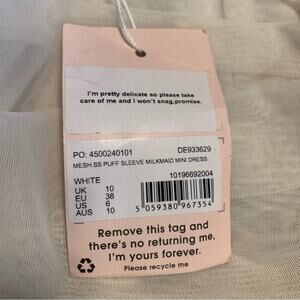 I'm pretty delicate so please take
care of me and I won't snag,promise.
PO: 4500240101 DE933629
MESH SS PUFF SLEEVE MILKMAID MINI DRESS
WHITE 10196692004
UK 10
EU 38
US 6
AUS 10
5 059380 967354
Remove this tag and
there's no returning me,
I'm yours forever.
Please recycle me